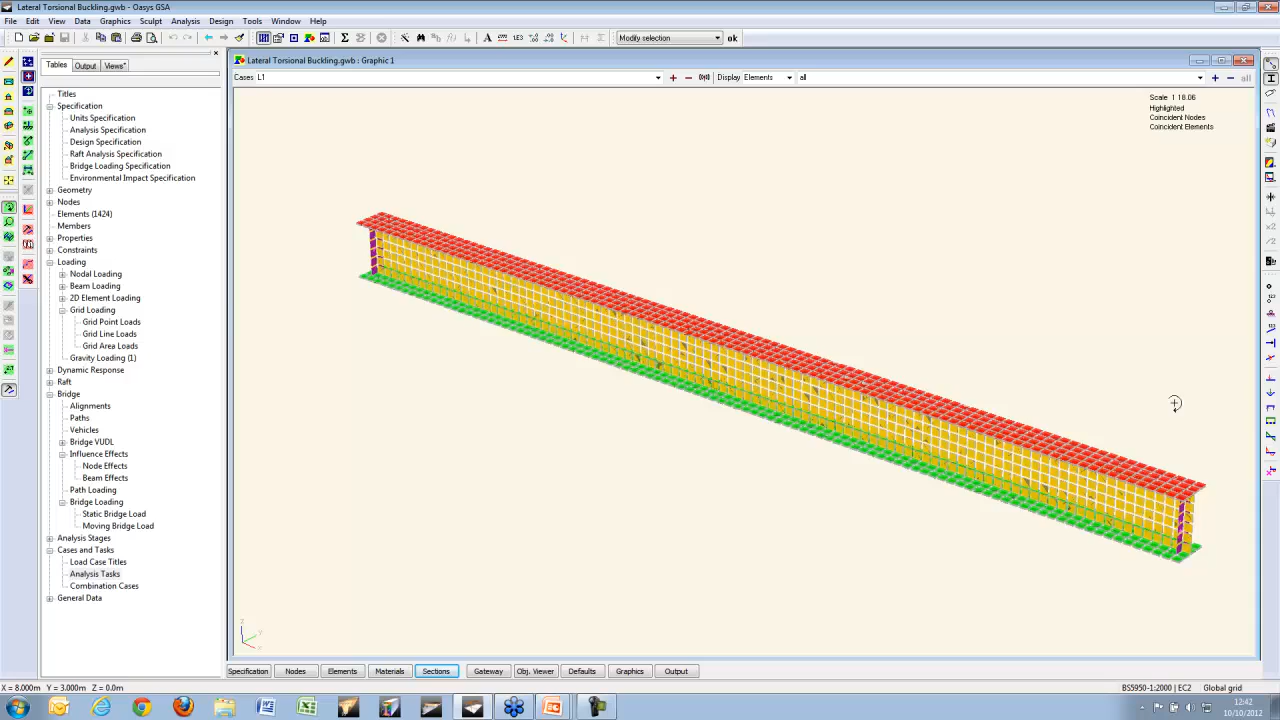 Lateral Torsional Buckling.gwb - Oasys GSA
File Edit View Data Graphics Sculpt Analysis Design Tools Window Help
Modify selection ok
Tables Output Views*
Lateral Torsional Buckling.gwb : Graphic 1
Cases L1 Display Elements all
Titles
Specification
Units Specification
Analysis Specification
Design Specification
Raft Analysis Specification
Bridge Loading Specification
Environmental Impact Specification
Geometry
Nodes
Elements (1424)
Members
Properties
Constraints
Loading
Nodal Loading
Beam Loading
2D Element Loading
Grid Loading
Grid Point Loads
Grid Line Loads
Grid Area Loads
Gravity Loading (1)
Dynamic Response
Raft
Bridge
Alignments
Paths
Vehicles
Bridge VUDL
Influence Effects
Node Effects
Beam Effects
Path Loading
Bridge Loading
Static Bridge Load
Moving Bridge Load
Analysis Stages
Cases and Tasks
Load Case Titles
Analysis Tasks
Combination Cases
General Data
Scale 1 18.06
Highlighted
Coincident Nodes
Coincident Elements
Specification Nodes Elements Materials Sections Gateway Obj. Viewer Defaults Graphics Output
X = 8.000m Y = 3.000m Z = 0.0m
BS5950-1:2000 | EC2 Global grid
12:42
10/10/2012